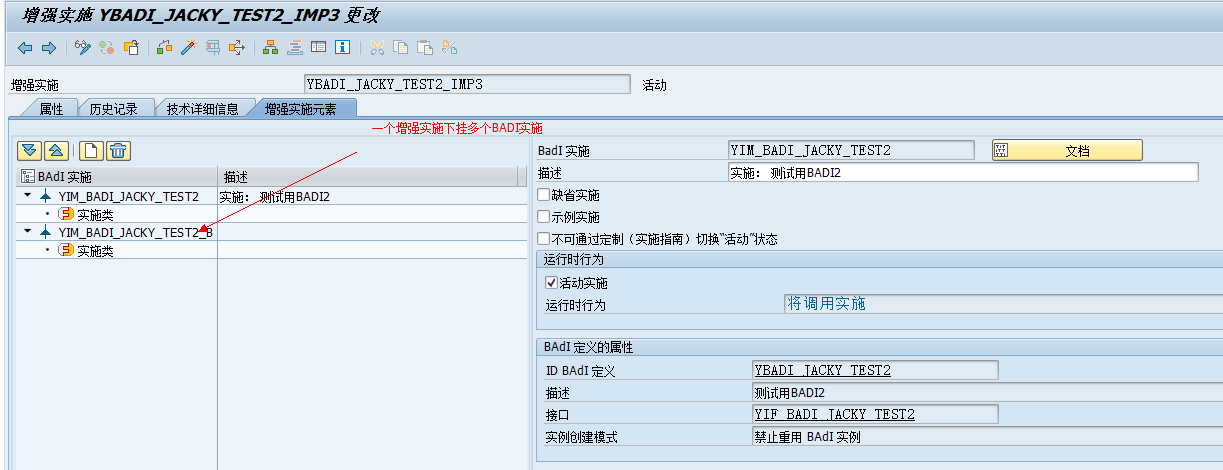 增强实施 YBADI_JACKY_TEST2_IMP3 更改
增强实施 YBADI_JACKY_TEST2_IMP3 活动
属性 历史记录 技术详细信息 增强实施元素
一个增强实施下挂多个BADI实施
BAdI 实施 描述
YIM_BADI_JACKY_TEST2 实施： 测试用BADI2
实施类
YIM_BADI_JACKY_TEST2_B
实施类
BadI 实施 YIM_BADI_JACKY_TEST2 文档
描述 实施： 测试用BADI2
缺省实施
示例实施
不可通过定制（实施指南）切换“活动”状态
运行时行为
活动实施
运行时行为 将调用实施
BAdI 定义的属性
ID BAdI 定义 YBADI_JACKY_TEST2
描述 测试用BADI2
接口 YIF_BADI_JACKY_TEST2
实例创建模式 禁止重用 BAdI 实例